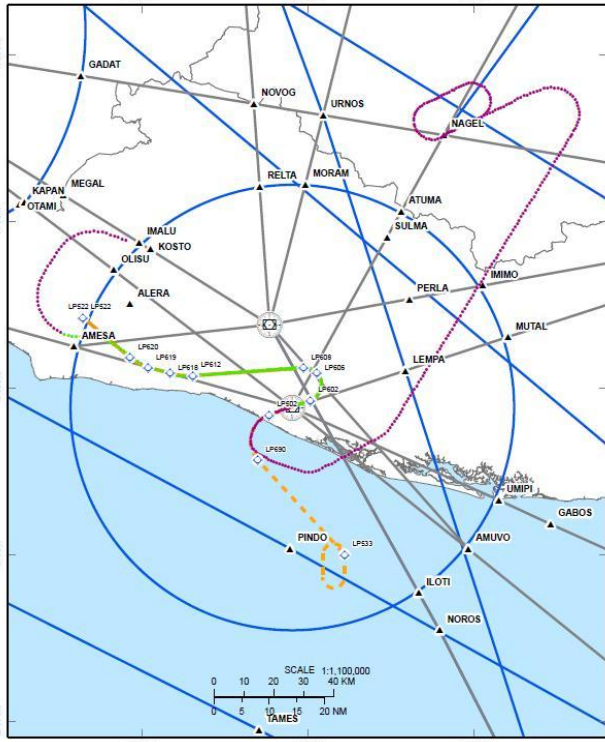 GADAT
NOVOG
URNOS
NAGEL
RELTA
MORAM
MEGAL
KAPAN
OTAMI
ATUMA
SULMA
IMALU
KOSTO
OLISU
IMIMO
ALERA
PERLA
LP522 LP522
AMESA
MUTAL
LP620
LP619
LP618 LP612
LP608
LP606
LEMPA
LP602
LP602
LP690
UMIPI
GABOS
PINDO
LP533
AMUVO
ILOTI
NOROS
SCALE 1:1,100,000
0 10 20 30 40 KM
0 5 10 15 20 NM
TAMES